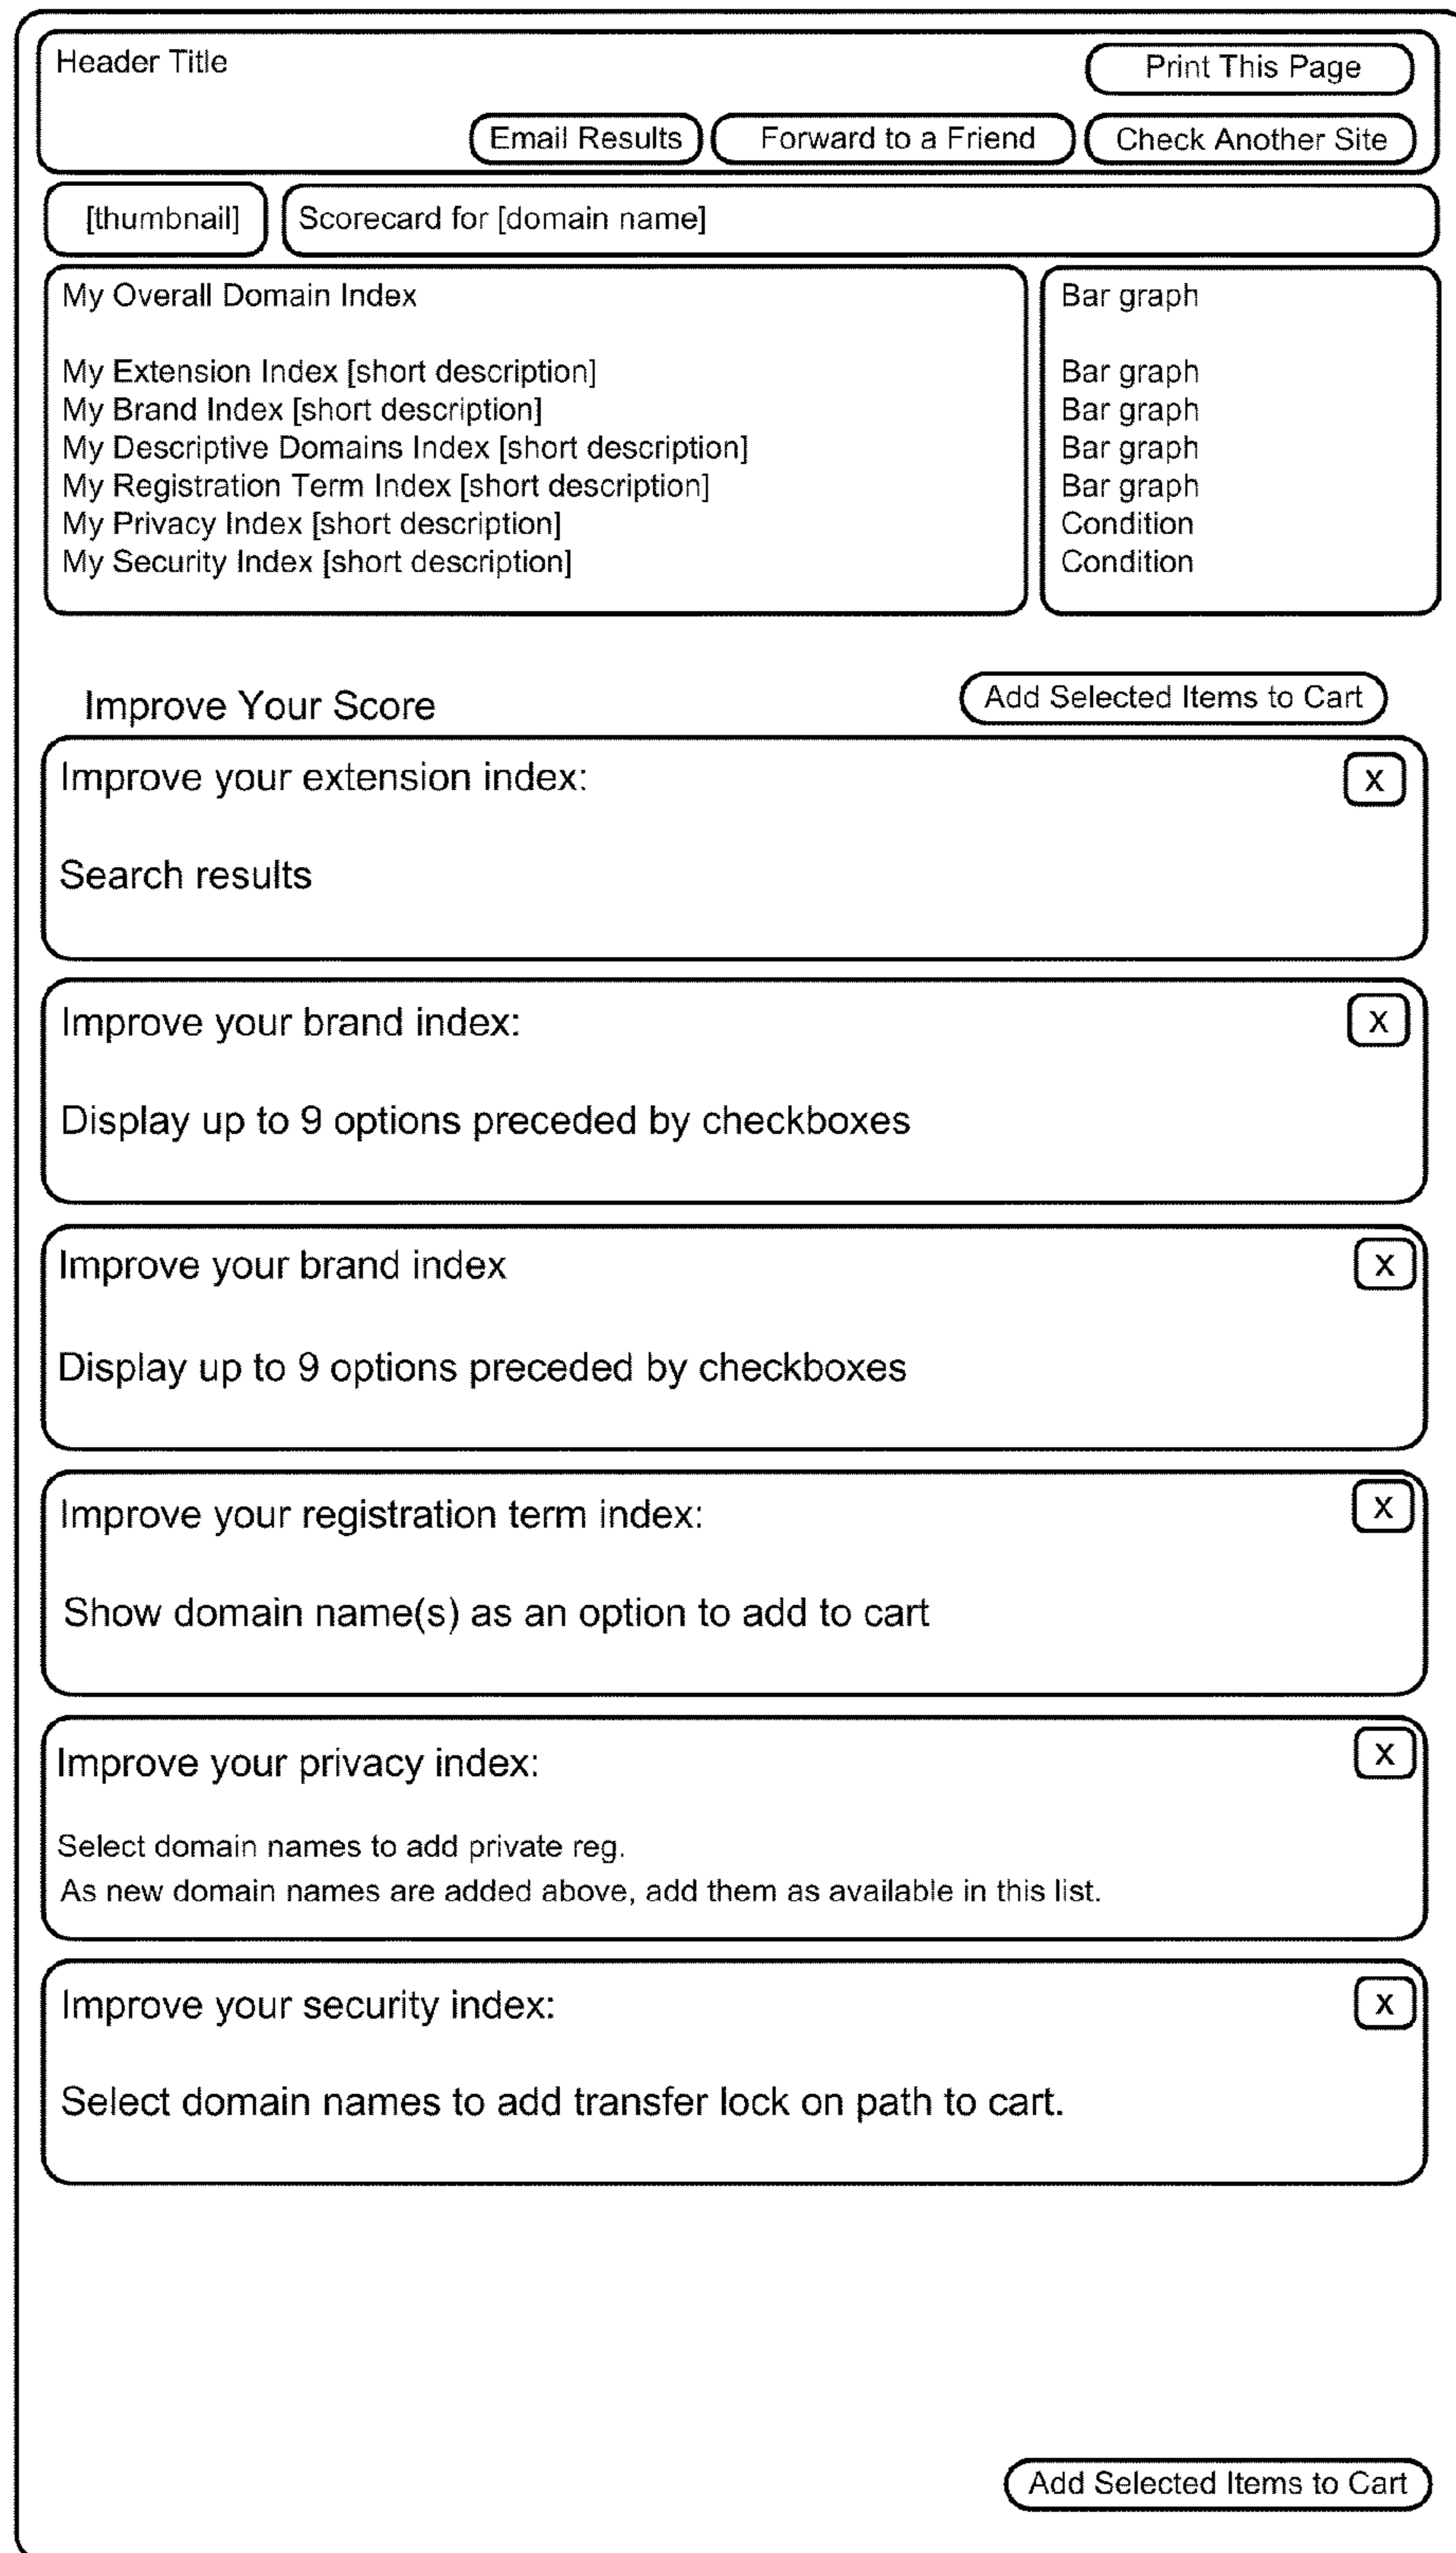 Header Title
Print This Page
Email Results
Forward to a Friend
Check Another Site
[thumbnail]
Scorecard for [domain name]
My Overall Domain Index
Bar graph
My Extension Index [short description]
Bar graph
My Brand Index [short description]
Bar graph
My Descriptive Domains Index [short description]
Bar graph
My Registration Term Index [short description]
Bar graph
My Privacy Index [short description]
Condition
My Security Index [short description]
Condition
Improve Your Score
Add Selected Items to Cart
Improve your extension index:
X
Search results
Improve your brand index:
X
Display up to 9 options preceded by checkboxes
Improve your brand index
X
Display up to 9 options preceded by checkboxes
Improve your registration term index:
X
Show domain name(s) as an option to add to cart
Improve your privacy index:
X
Select domain names to add private reg.
As new domain names are added above, add them as available in this list.
Improve your security index:
X
Select domain names to add transfer lock on path to cart.
Add Selected Items to Cart